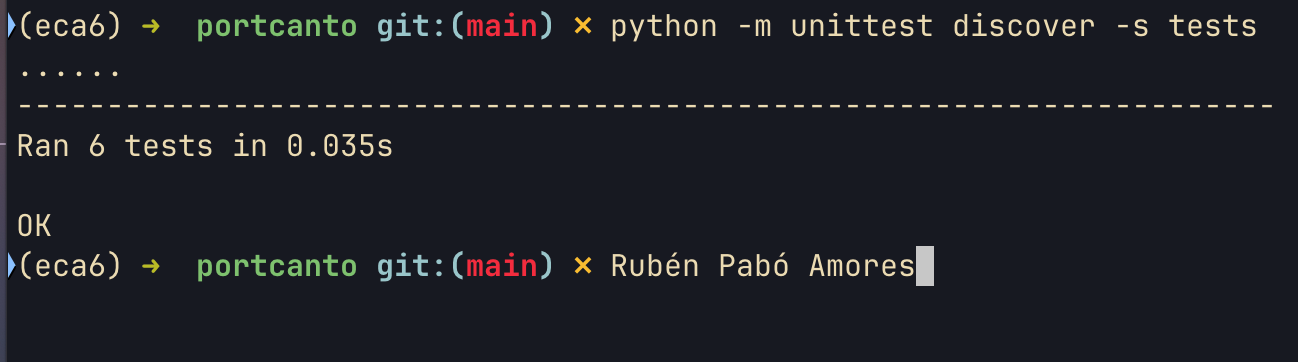 (eca6) ➜ portcanto git:(main) ✗ python -m unittest discover -s tests
......
----------------------------------------------------------------------
Ran 6 tests in 0.035s
OK
(eca6) ➜ portcanto git:(main) ✗ Rubén Pabó Amores